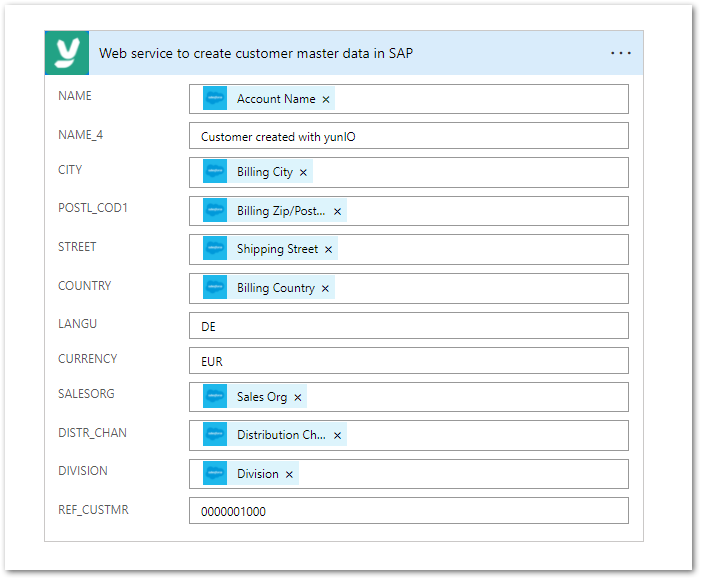 Web service to create customer master data in SAP ...
NAME Account Name ×
NAME_4 Customer created with yunIO
CITY Billing City ×
POSTL_COD1 Billing Zip/Post... ×
STREET Shipping Street ×
COUNTRY Billing Country ×
LANGU DE
CURRENCY EUR
SALESORG Sales Org ×
DISTR_CHAN Distribution Ch... ×
DIVISION Division ×
REF_CUSTMR 0000001000